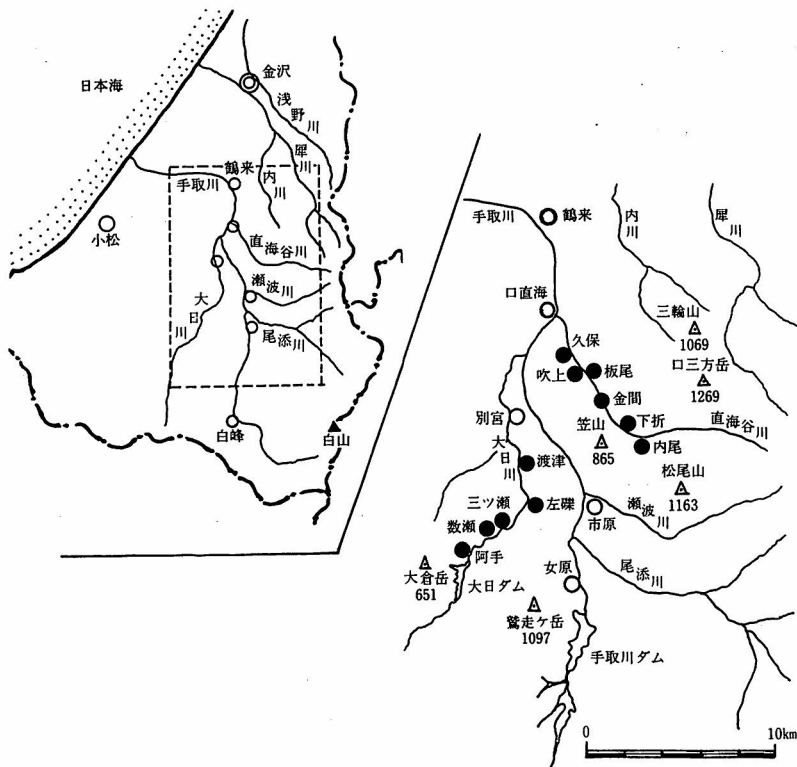 日本海
金沢
浅野川
犀川
内川
手取川
鶴来
小松
直海谷川
瀬波川
大日川
尾添川
白峰
白山
手取川
鶴来
内川
犀川
口直海
三輪山
1069
久保
口三方岳
1269
吹上
板尾
金間
別宮
笠山
865
下折
直海谷川
内尾
大日川
渡津
松尾山
1163
三ツ瀬
左礫
数瀬
市原
瀬波川
阿手
大倉岳
651
大日ダム
女原
尾添川
鷲走ケ岳
1097
手取川ダム
0
10km